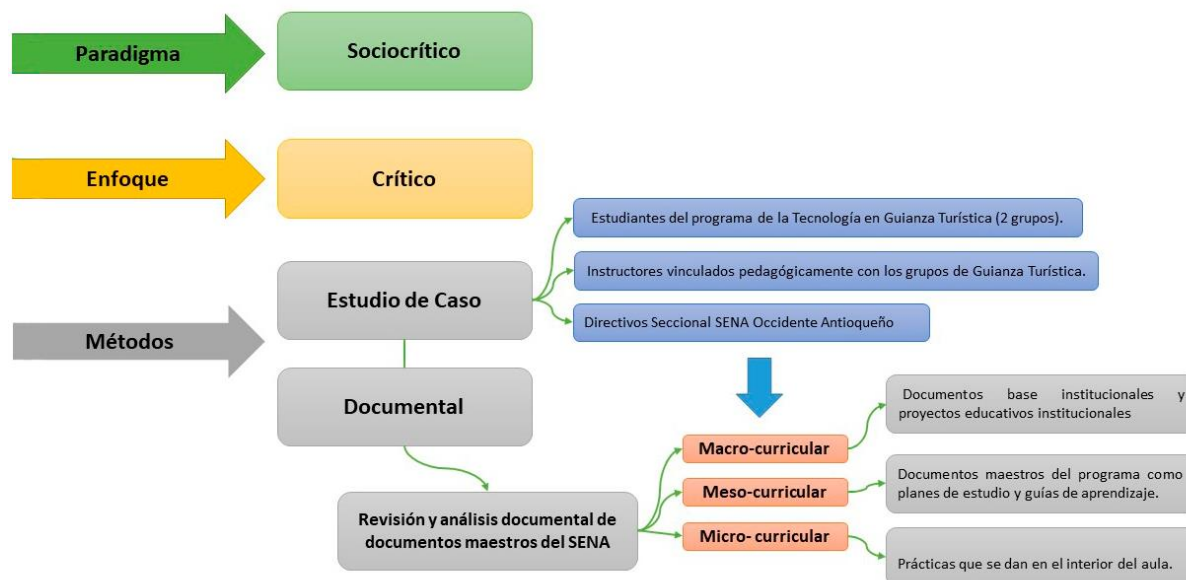 Paradigma
Sociocrítico
Enfoque
Crítico
Métodos
Estudio de Caso
Estudiantes del programa de la Tecnología en Guianza Turística (2 grupos).
Instructores vinculados pedagógicamente con los grupos de Guianza Turística.
Directivos Seccional SENA Occidente Antioqueño
Documental
Revisión y análisis documental de
documentos maestros del SENA
Macro-curricular
Documentos base institucionales y
proyectos educativos institucionales
Meso-curricular
Documentos maestros del programa como
planes de estudio y guías de aprendizaje.
Micro- curricular
Prácticas que se dan en el interior del aula.